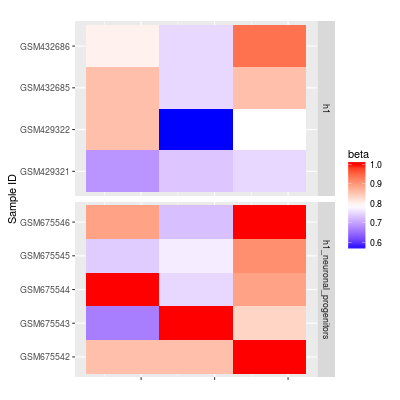 GSM432686
GSM432685
GSM429322
GSM429321
h1
GSM675546
GSM675545
GSM675544
GSM675543
GSM675542
h1_neuronal_progenitors
Sample ID
beta
1.0
0.9
0.8
0.7
0.6